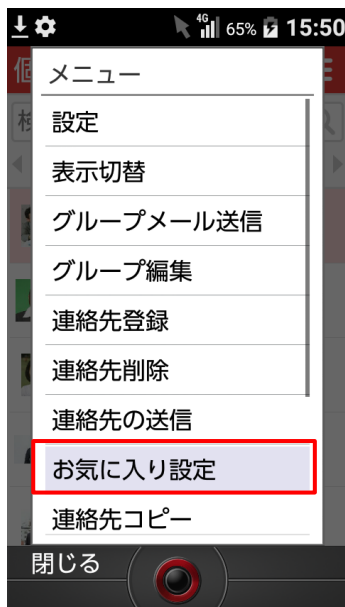 4G 65% 15:50
個
メニュー
検
設定
表示切替
グループメール送信
グループ編集
連絡先登録
連絡先削除
連絡先の送信
お気に入り設定
連絡先コピー
閉じる